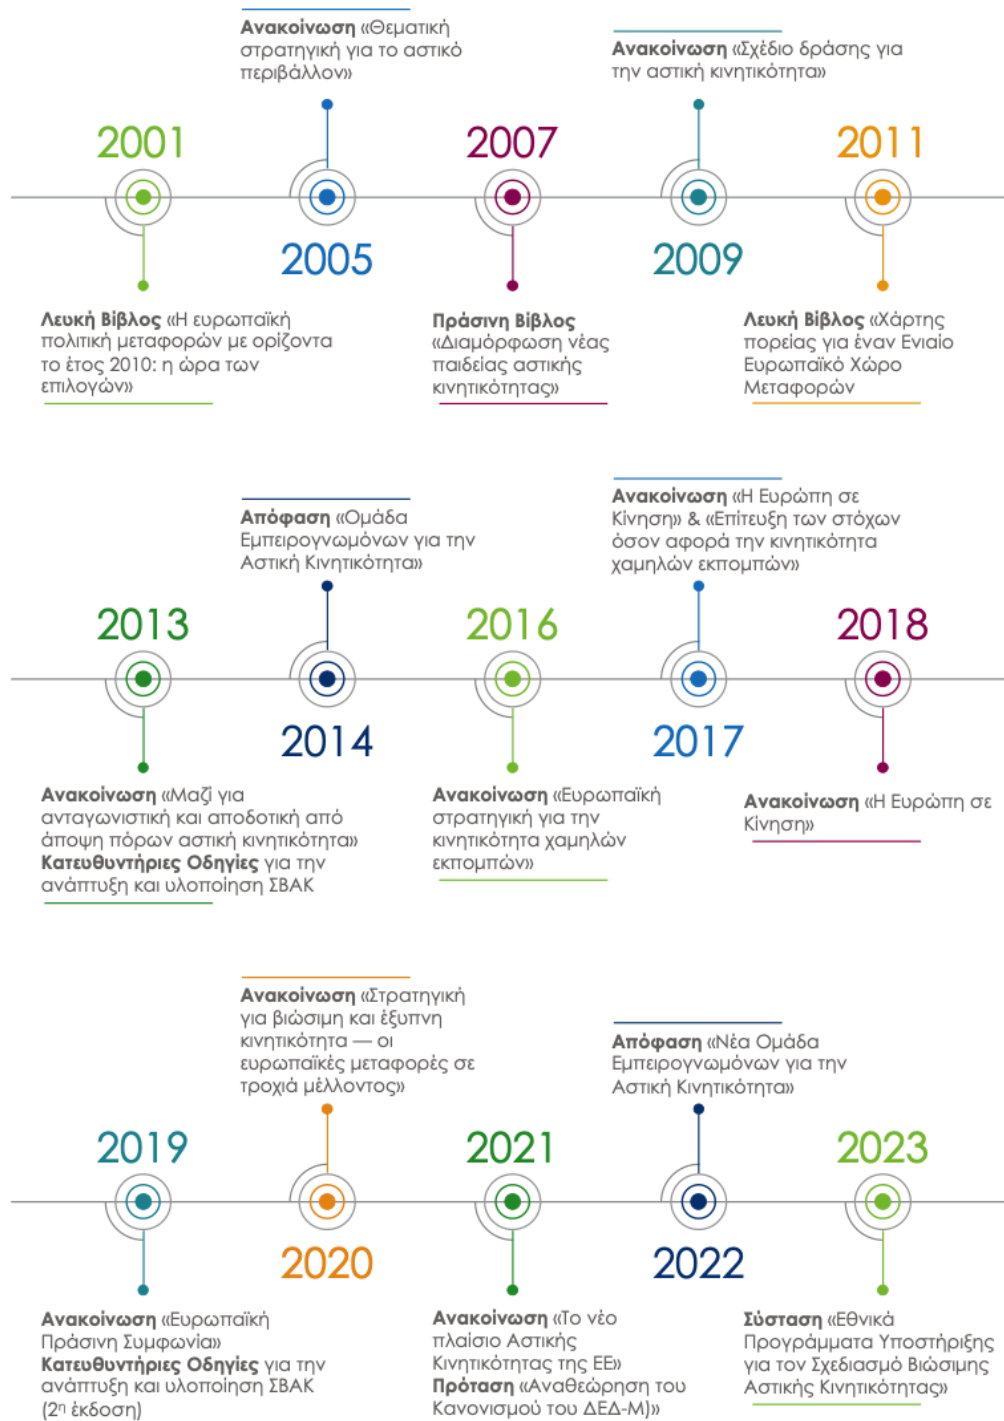 Ανακοίνωση «Θεματική
στρατηγική για το αστικό
περιβάλλον»
Ανακοίνωση «Σχέδιο δράσης για
την αστική κινητικότητα»
2001
2007
2011
2005
2009
Λευκή Βίβλος «Η ευρωπαϊκή
πολιτική μεταφορών με ορίζοντα
το έτος 2010: η ώρα των
επιλογών»
Πράσινη Βίβλος
«Διαμόρφωση νέας
παιδείας αστικής
κινητικότητας»
Λευκή Βίβλος «Χάρτης
πορείας για έναν Ενιαίο
Ευρωπαϊκό Χώρο
Μεταφορών
Απόφαση «Ομάδα
Εμπειρογνωμόνων για την
Αστική Κινητικότητα»
Ανακοίνωση «Η Ευρώπη σε
Κίνηση» & «Επίτευξη των στόχων
όσον αφορά την κινητικότητα
χαμηλών εκπομπών»
2013
2016
2018
2014
2017
Ανακοίνωση «Μαζί για
ανταγωνιστική και αποδοτική από
άποψη πόρων αστική κινητικότητα»
Κατευθυντήριες Οδηγίες για την
ανάπτυξη και υλοποίηση ΣΒΑΚ
Ανακοίνωση «Ευρωπαϊκή
στρατηγική για την
κινητικότητα χαμηλών
εκπομπών»
Ανακοίνωση «Η Ευρώπη σε
Κίνηση»
Ανακοίνωση «Στρατηγική
για βιώσιμη και έξυπνη
κινητικότητα — οι
ευρωπαϊκές μεταφορές σε
τροχιά μέλλοντος»
Απόφαση «Νέα Ομάδα
Εμπειρογνωμόνων για την
Αστική Κινητικότητα»
2019
2021
2023
2020
2022
Ανακοίνωση «Ευρωπαϊκή
Πράσινη Συμφωνία»
Κατευθυντήριες Οδηγίες για την
ανάπτυξη και υλοποίηση ΣΒΑΚ
(2η έκδοση)
Ανακοίνωση «Το νέο
πλαίσιο Αστικής
Κινητικότητας της ΕΕ»
Πρόταση «Αναθεώρηση του
Κανονισμού του ΔΕΔ-Μ)»
Σύσταση «Εθνικά
Προγράμματα Υποστήριξης
για τον Σχεδιασμό Βιώσιμης
Αστικής Κινητικότητας»